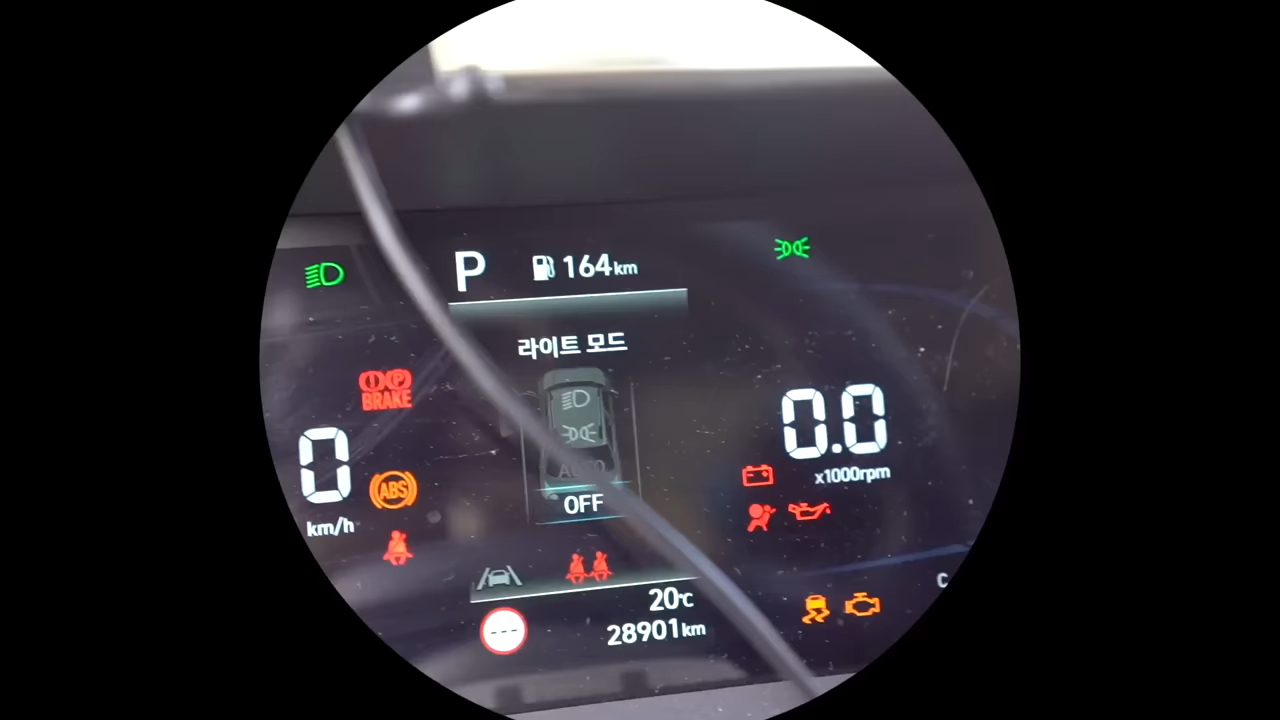 P
164km
라이트 모드
BRAKE
0
km/h
ABS
AUTO
OFF
0.0
x1000rpm
---
20℃
28901km
C